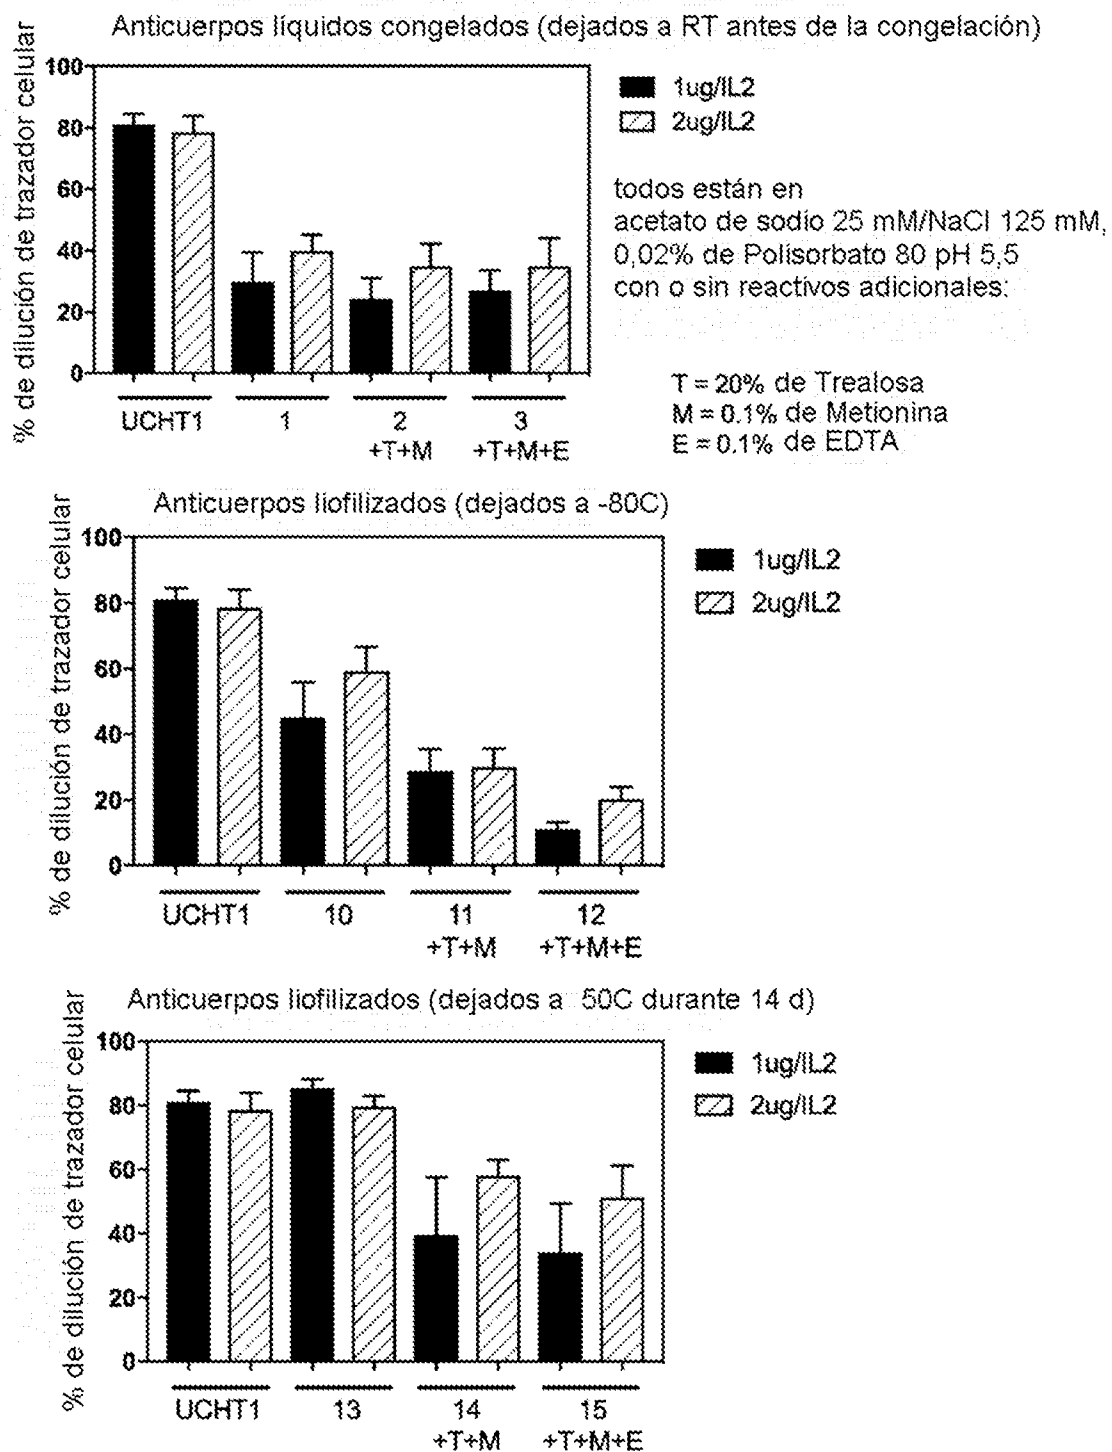 Anticuerpos líquidos congelados (dejados a RT antes de la congelación)
% de dilución de trazador celular
100
80
60
40
20
0
UCHT1
1
2
3
+T+M
+T+M+E
1ug/IL2
2ug/IL2
todos están en
acetato de sodio 25 mM/NaCl 125 mM,
0,02% de Polisorbato 80 pH 5,5
con o sin reactivos adicionales:
T = 20% de Trealosa
M = 0.1% de Metionina
E = 0.1% de EDTA
Anticuerpos liofilizados (dejados a -80C)
% de dilución de trazador celular
100
80
60
40
20
0
UCHT1
10
11
12
+T+M
+T+M+E
1ug/IL2
2ug/IL2
Anticuerpos liofilizados (dejados a 50C durante 14 d)
% de dilución de trazador celular
100
80
60
40
20
0
UCHT1
13
14
15
+T+M
+T+M+E
1ug/IL2
2ug/IL2